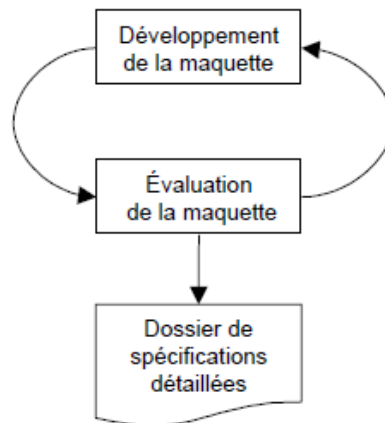 Développement
de la maquette
Évaluation
de la maquette
Dossier de
spécifications
détaillées